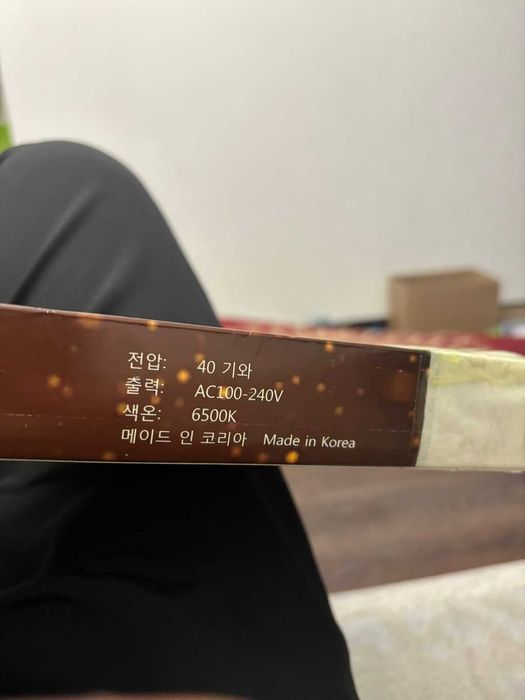 전압: 40 기와
출력: AC100-240V
색온: 6500K
메이드 인 코리아 Made in Korea